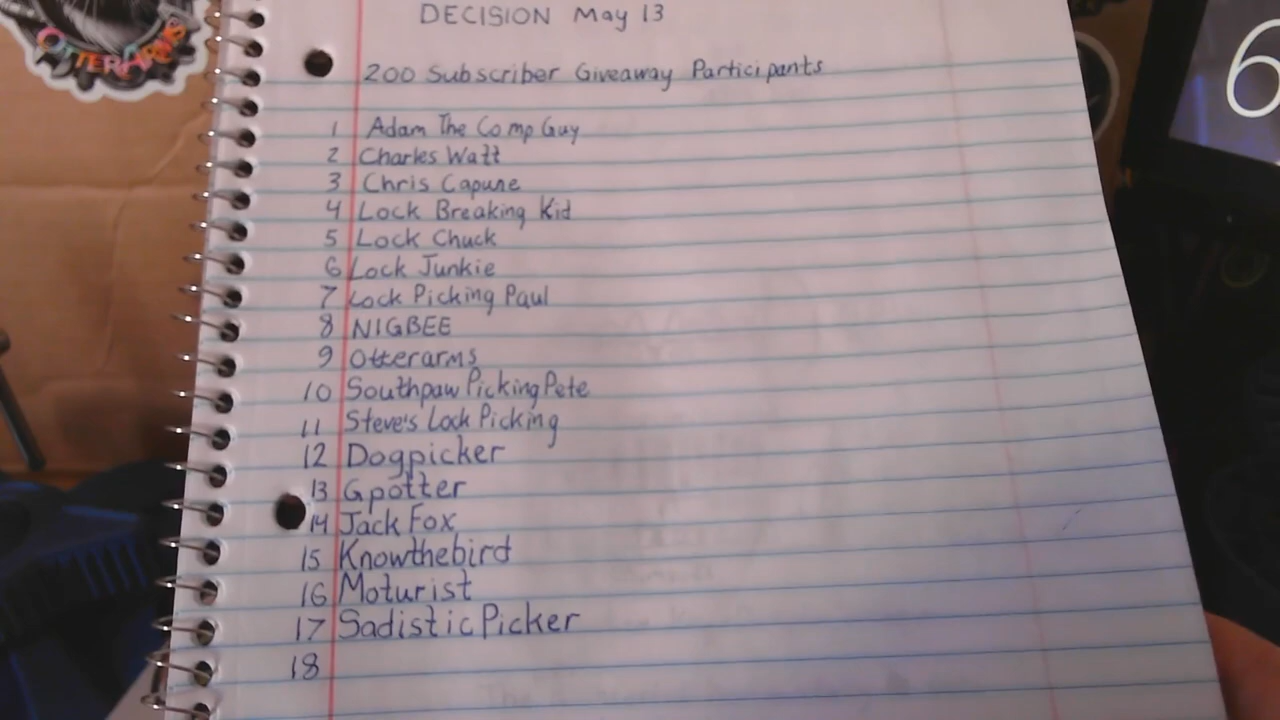 OTTERARMS
DECISION May 13
200 Subscriber Giveaway Participants
1 Adam The Comp Guy
2 Charles Watt
3 Chris Capune
4 Lock Breaking Kid
5 Lock Chuck
6 Lock Junkie
7 Lock Picking Paul
8 NIGBEE
9 Otterarms
10 Southpaw Picking Pete
11 Steve's Lock Picking
12 Dogpicker
13 Gpotter
14 Jack Fox
15 Knowthebird
16 Moturist
17 Sadistic Picker
18
6